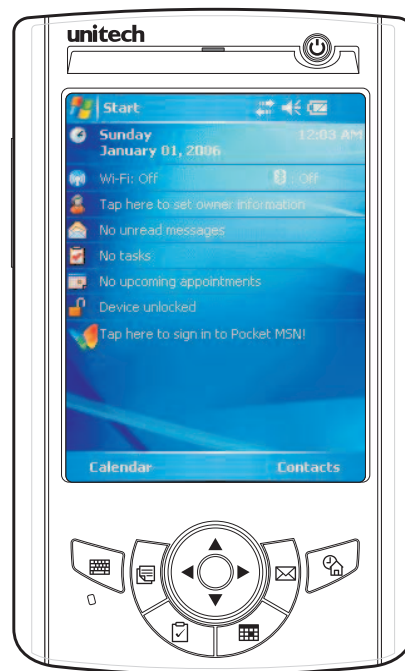 unitech
Start
Sunday 12:03 AM
January 01, 2006
Wi-Fi: Off : Off
Tap here to set owner information
No unread messages
No tasks
No upcoming appointments
Device unlocked
Tap here to sign in to Pocket MSN!
Calendar Contacts